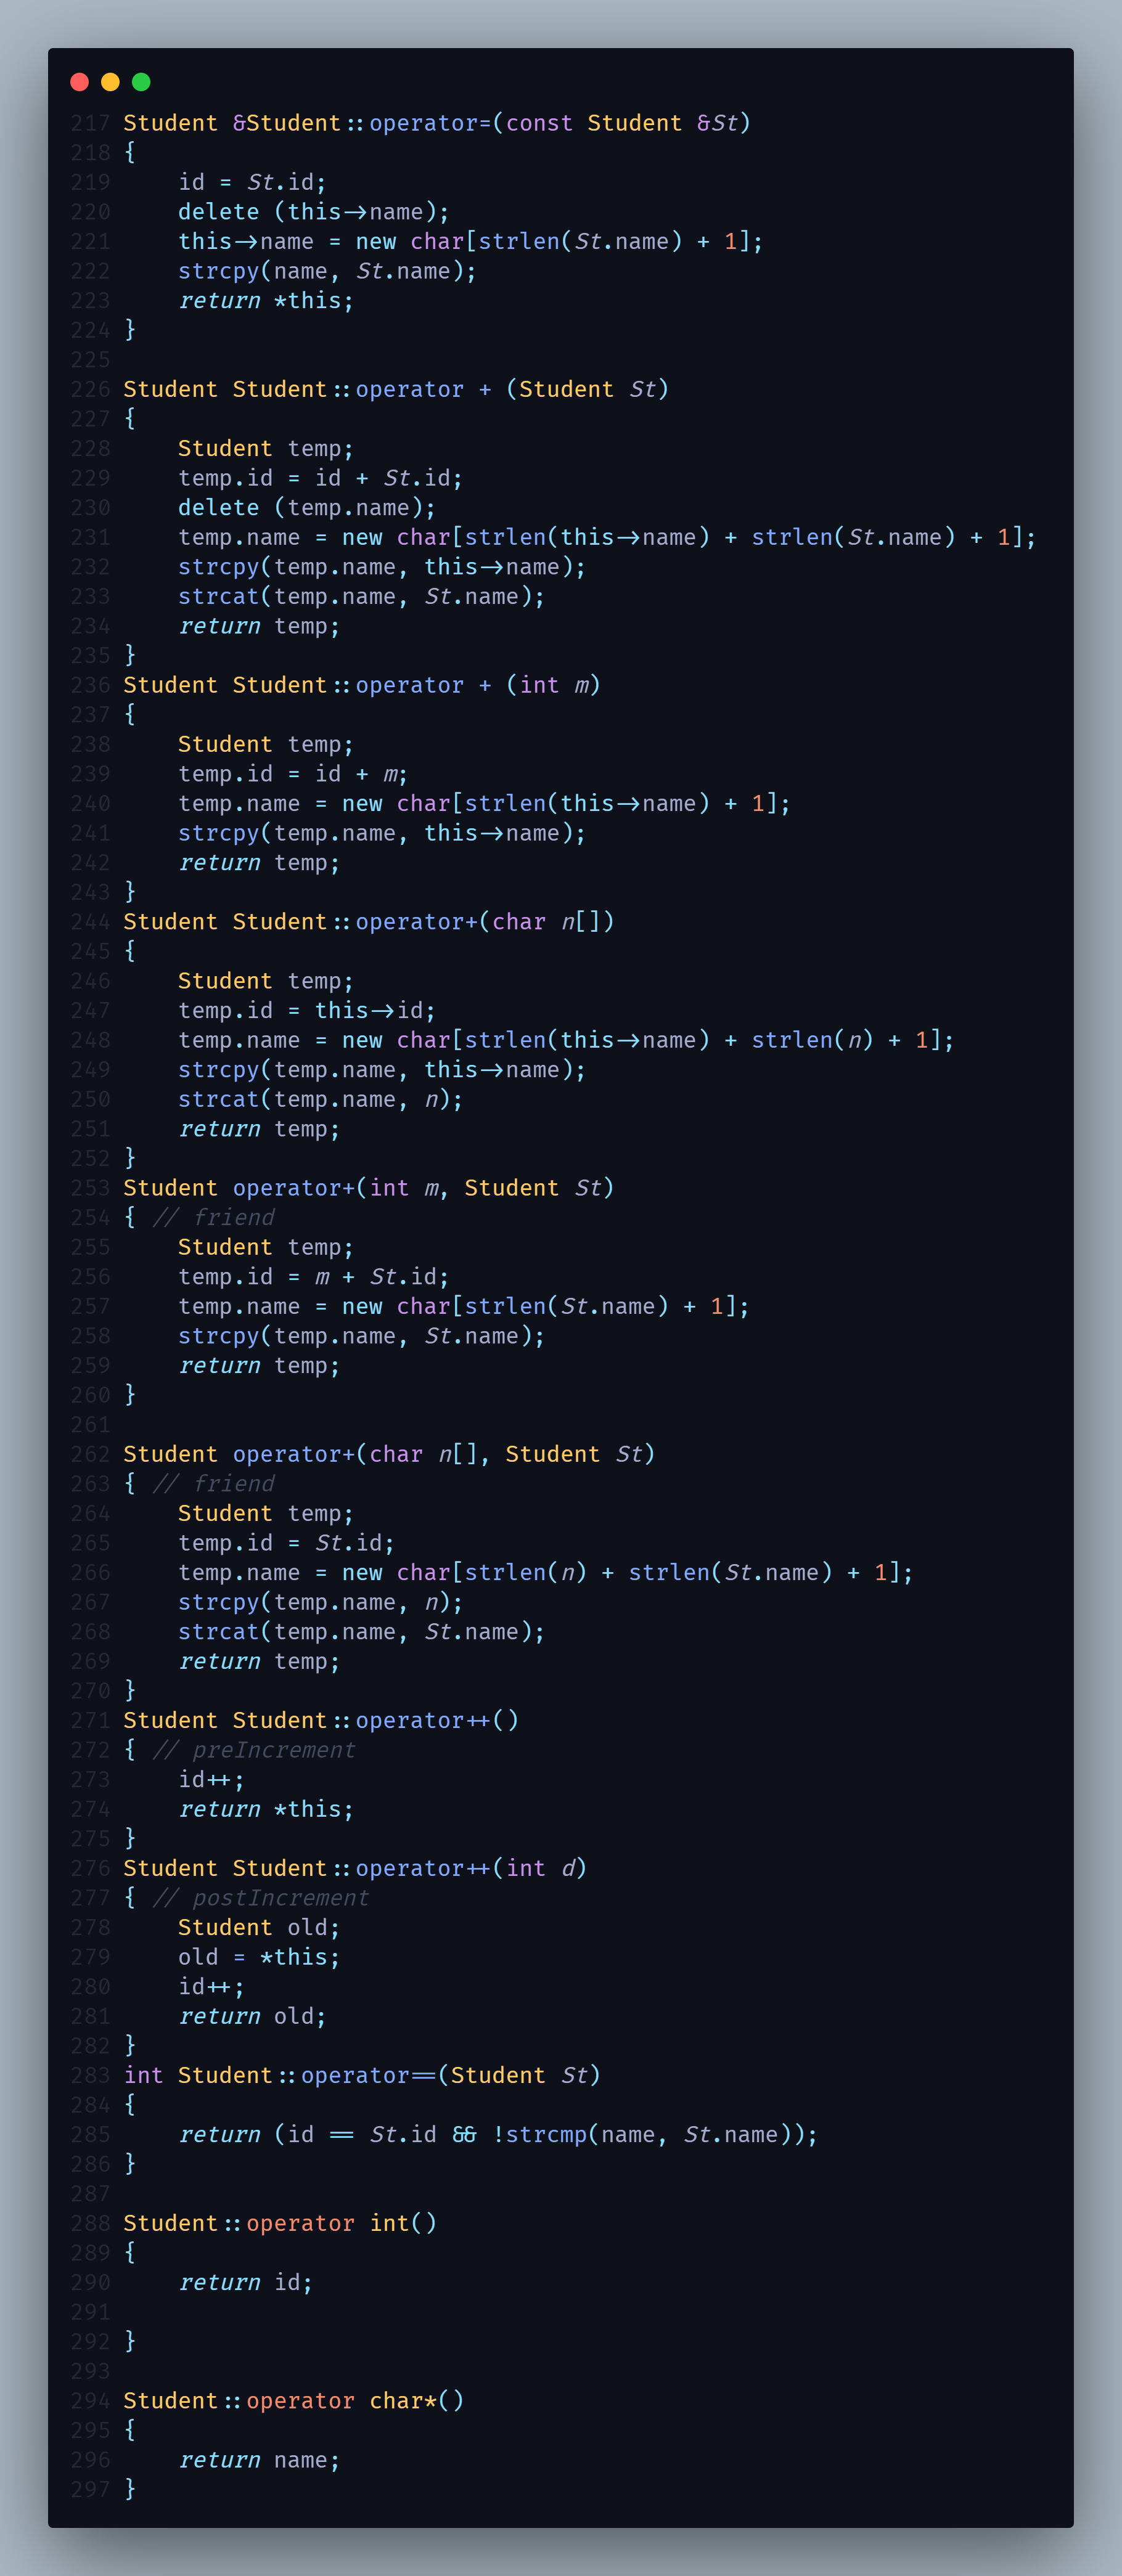 217 Student &Student::operator=(const Student &St)
218 {
219     id = St.id;
220     delete (this->name);
221     this->name = new char[strlen(St.name) + 1];
222     strcpy(name, St.name);
223     return *this;
224 }
225
226 Student Student::operator + (Student St)
227 {
228     Student temp;
229     temp.id = id + St.id;
230     delete (temp.name);
231     temp.name = new char[strlen(this->name) + strlen(St.name) + 1];
232     strcpy(temp.name, this->name);
233     strcat(temp.name, St.name);
234     return temp;
235 }
236 Student Student::operator + (int m)
237 {
238     Student temp;
239     temp.id = id + m;
240     temp.name = new char[strlen(this->name) + 1];
241     strcpy(temp.name, this->name);
242     return temp;
243 }
244 Student Student::operator+(char n[])
245 {
246     Student temp;
247     temp.id = this->id;
248     temp.name = new char[strlen(this->name) + strlen(n) + 1];
249     strcpy(temp.name, this->name);
250     strcat(temp.name, n);
251     return temp;
252 }
253 Student operator+(int m, Student St)
254 { // friend
255     Student temp;
256     temp.id = m + St.id;
257     temp.name = new char[strlen(St.name) + 1];
258     strcpy(temp.name, St.name);
259     return temp;
260 }
261
262 Student operator+(char n[], Student St)
263 { // friend
264     Student temp;
265     temp.id = St.id;
266     temp.name = new char[strlen(n) + strlen(St.name) + 1];
267     strcpy(temp.name, n);
268     strcat(temp.name, St.name);
269     return temp;
270 }
271 Student Student::operator++()
272 { // preIncrement
273     id++;
274     return *this;
275 }
276 Student Student::operator++(int d)
277 { // postIncrement
278     Student old;
279     old = *this;
280     id++;
281     return old;
282 }
283 int Student::operator==(Student St)
284 {
285     return (id == St.id && !strcmp(name, St.name));
286 }
287
288 Student::operator int()
289 {
290     return id;
291
292 }
293
294 Student::operator char*()
295 {
296     return name;
297 }